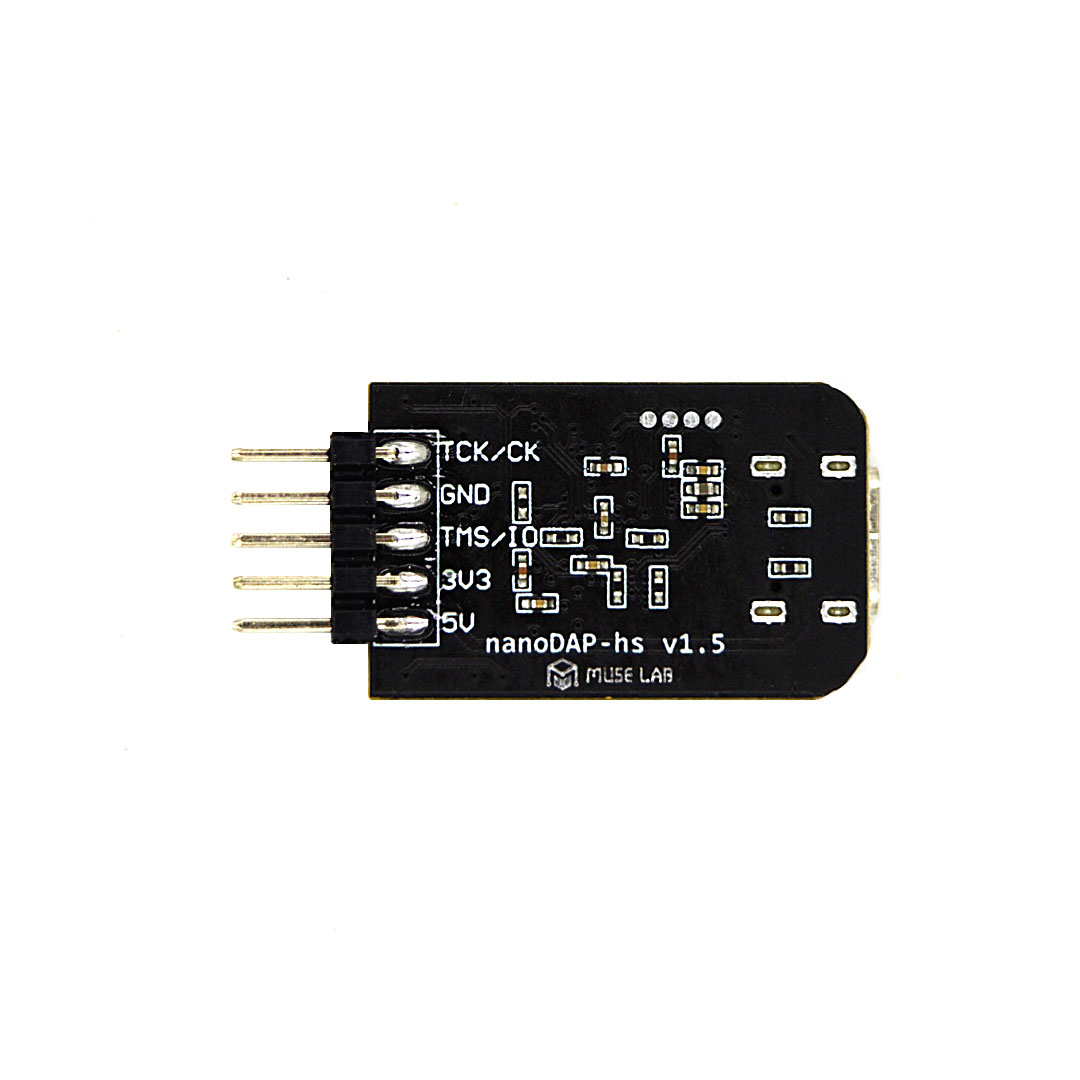 TCK/CK
GND
TMS/IO
3V3
5V
nanoDAP-hs v1.5
MUSE LAB